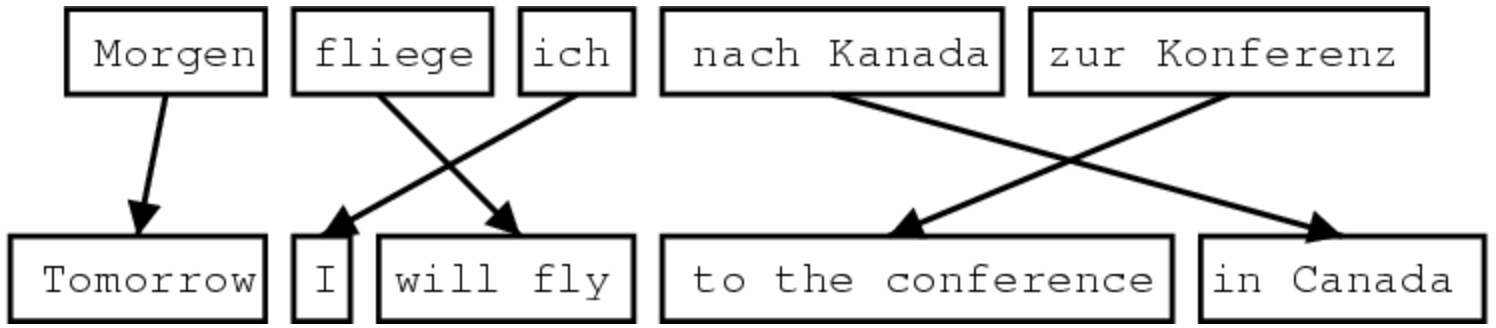 Morgen fliege ich nach Kanada zur Konferenz
Tomorrow I will fly to the conference in Canada